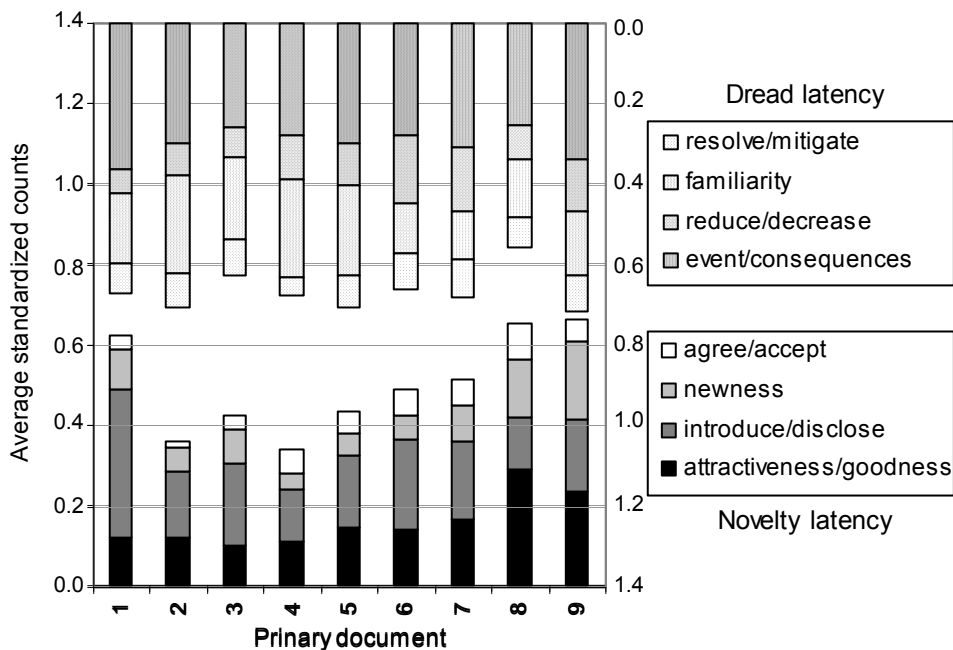 1.4
1.2
1.0
0.8
0.6
0.4
0.2
0.0
Average standardized counts
0.0
0.2
0.4
0.6
0.8
1.0
1.2
1.4
1
2
3
4
5
6
7
8
9
Prinary document
Dread latency
resolve/mitigate
familiarity
reduce/decrease
event/consequences
agree/accept
newness
introduce/disclose
attractiveness/goodness
Novelty latency